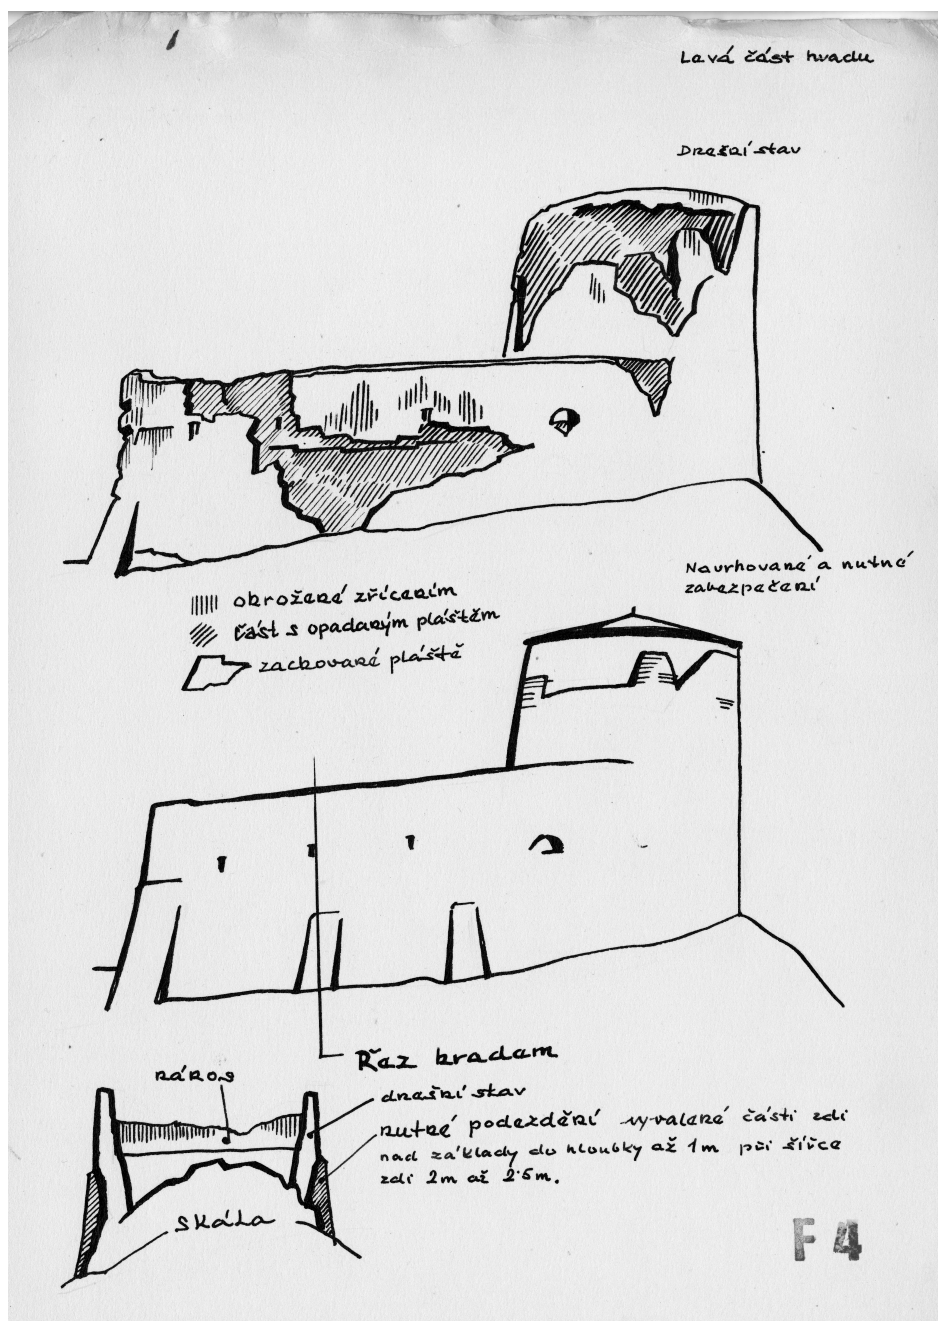 Levá část hradu
Dnešní stav
ohrožené zřícením
část s opadaným pláštěm
zachované pláště
Navrhované a nutné
zabezpečení
Řez hradem
nános
dnešní stav
nutné podezdění vyvalené části zdi
nad základy do hloubky až 1m při šířce
zdi 2m až 2.5m.
SKÁLA
F 4